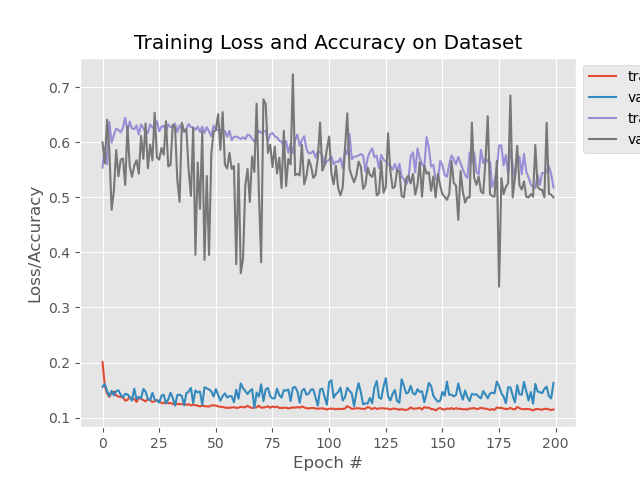 Training Loss and Accuracy on Dataset
Loss/Accuracy
0.7
0.6
0.5
0.4
0.3
0.2
0.1
0 25 50 75 100 125 150 175 200
Epoch #
tra
va
tra
va